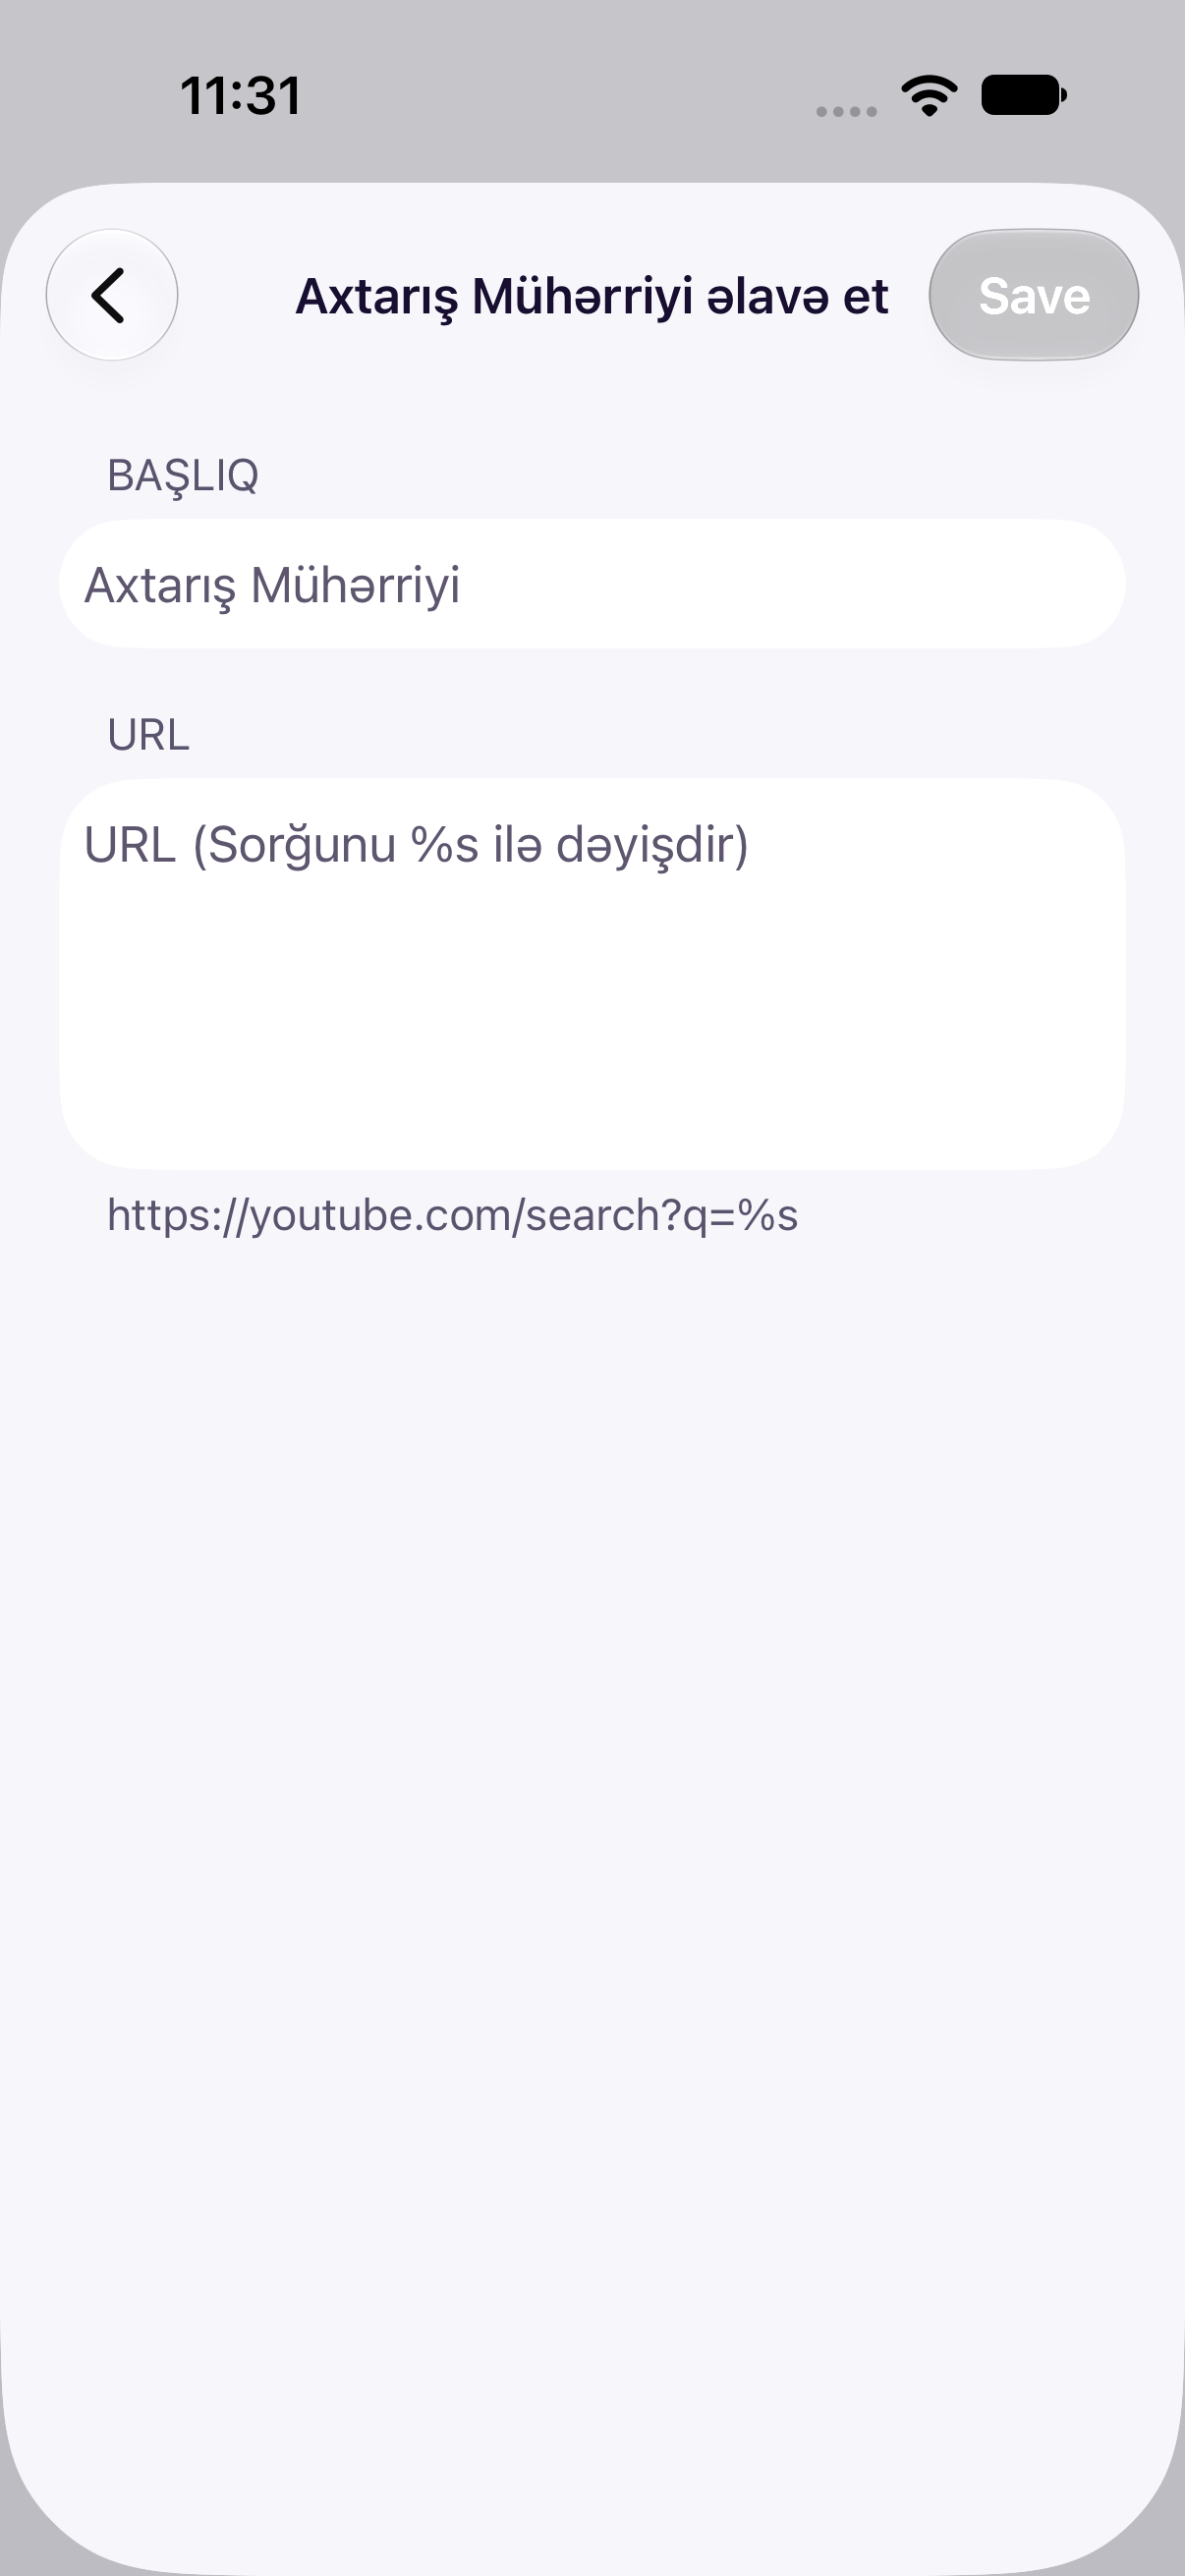 11:31
Axtarış Mühərriyi əlavə et
Save
BAŞLIQ
Axtarış Mühərriyi
URL
URL (Sorğunu %s ilə dəyişdir)
https://youtube.com/search?q=%s